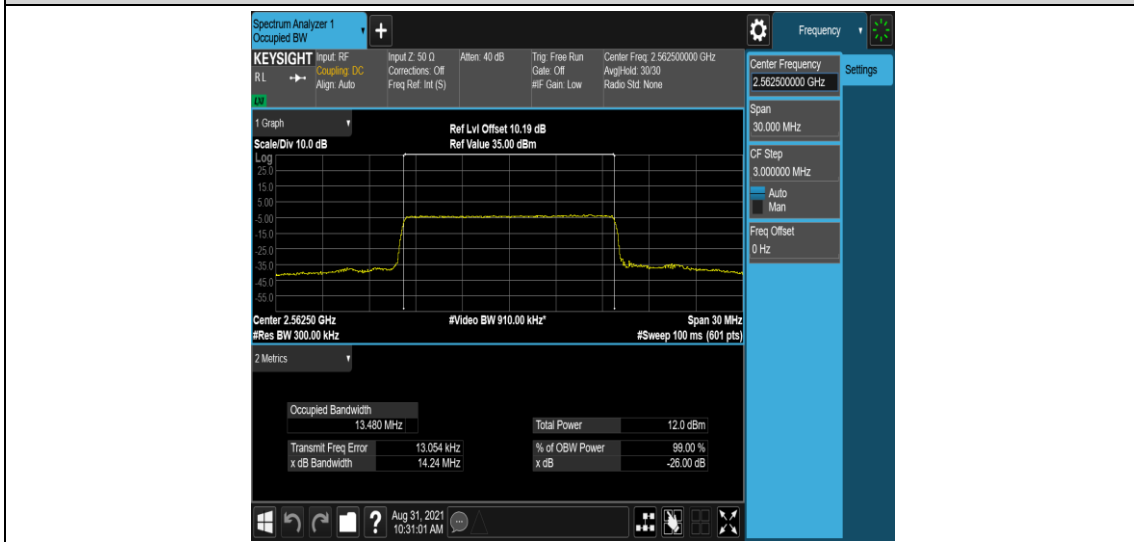 Spectrum Analyzer 1
Occupied BW
+
Frequency
KEYSIGHT
RL
Input: RF
Coupling: DC
Align: Auto
Input Z: 50 Ω
Corrections: Off
Freq Ref: Int (S)
Atten: 40 dB
Trig: Free Run
Gate: Off
#IF Gain: Low
Center Freq: 2.562500000 GHz
Avg|Hold: 30/30
Radio Std: None
Center Frequency
2.562500000 GHz
Settings
Span
30.000 MHz
CF Step
3.000000 MHz
Auto
Man
Freq Offset
0 Hz
1 Graph
Scale/Div 10.0 dB
Ref Lvl Offset 10.19 dB
Ref Value 35.00 dBm
Log
25.0
15.0
5.00
-5.00
-15.0
-25.0
-35.0
-45.0
-55.0
Center 2.56250 GHz
#Video BW 910.00 kHz*
Span 30 MHz
#Res BW 300.00 kHz
#Sweep 100 ms (601 pts)
2 Metrics
Occupied Bandwidth
13.480 MHz
Total Power 12.0 dBm
Transmit Freq Error 13.054 kHz
% of OBW Power 99.00 %
x dB Bandwidth 14.24 MHz
x dB -26.00 dB
?
Aug 31, 2021
10:31:01 AM